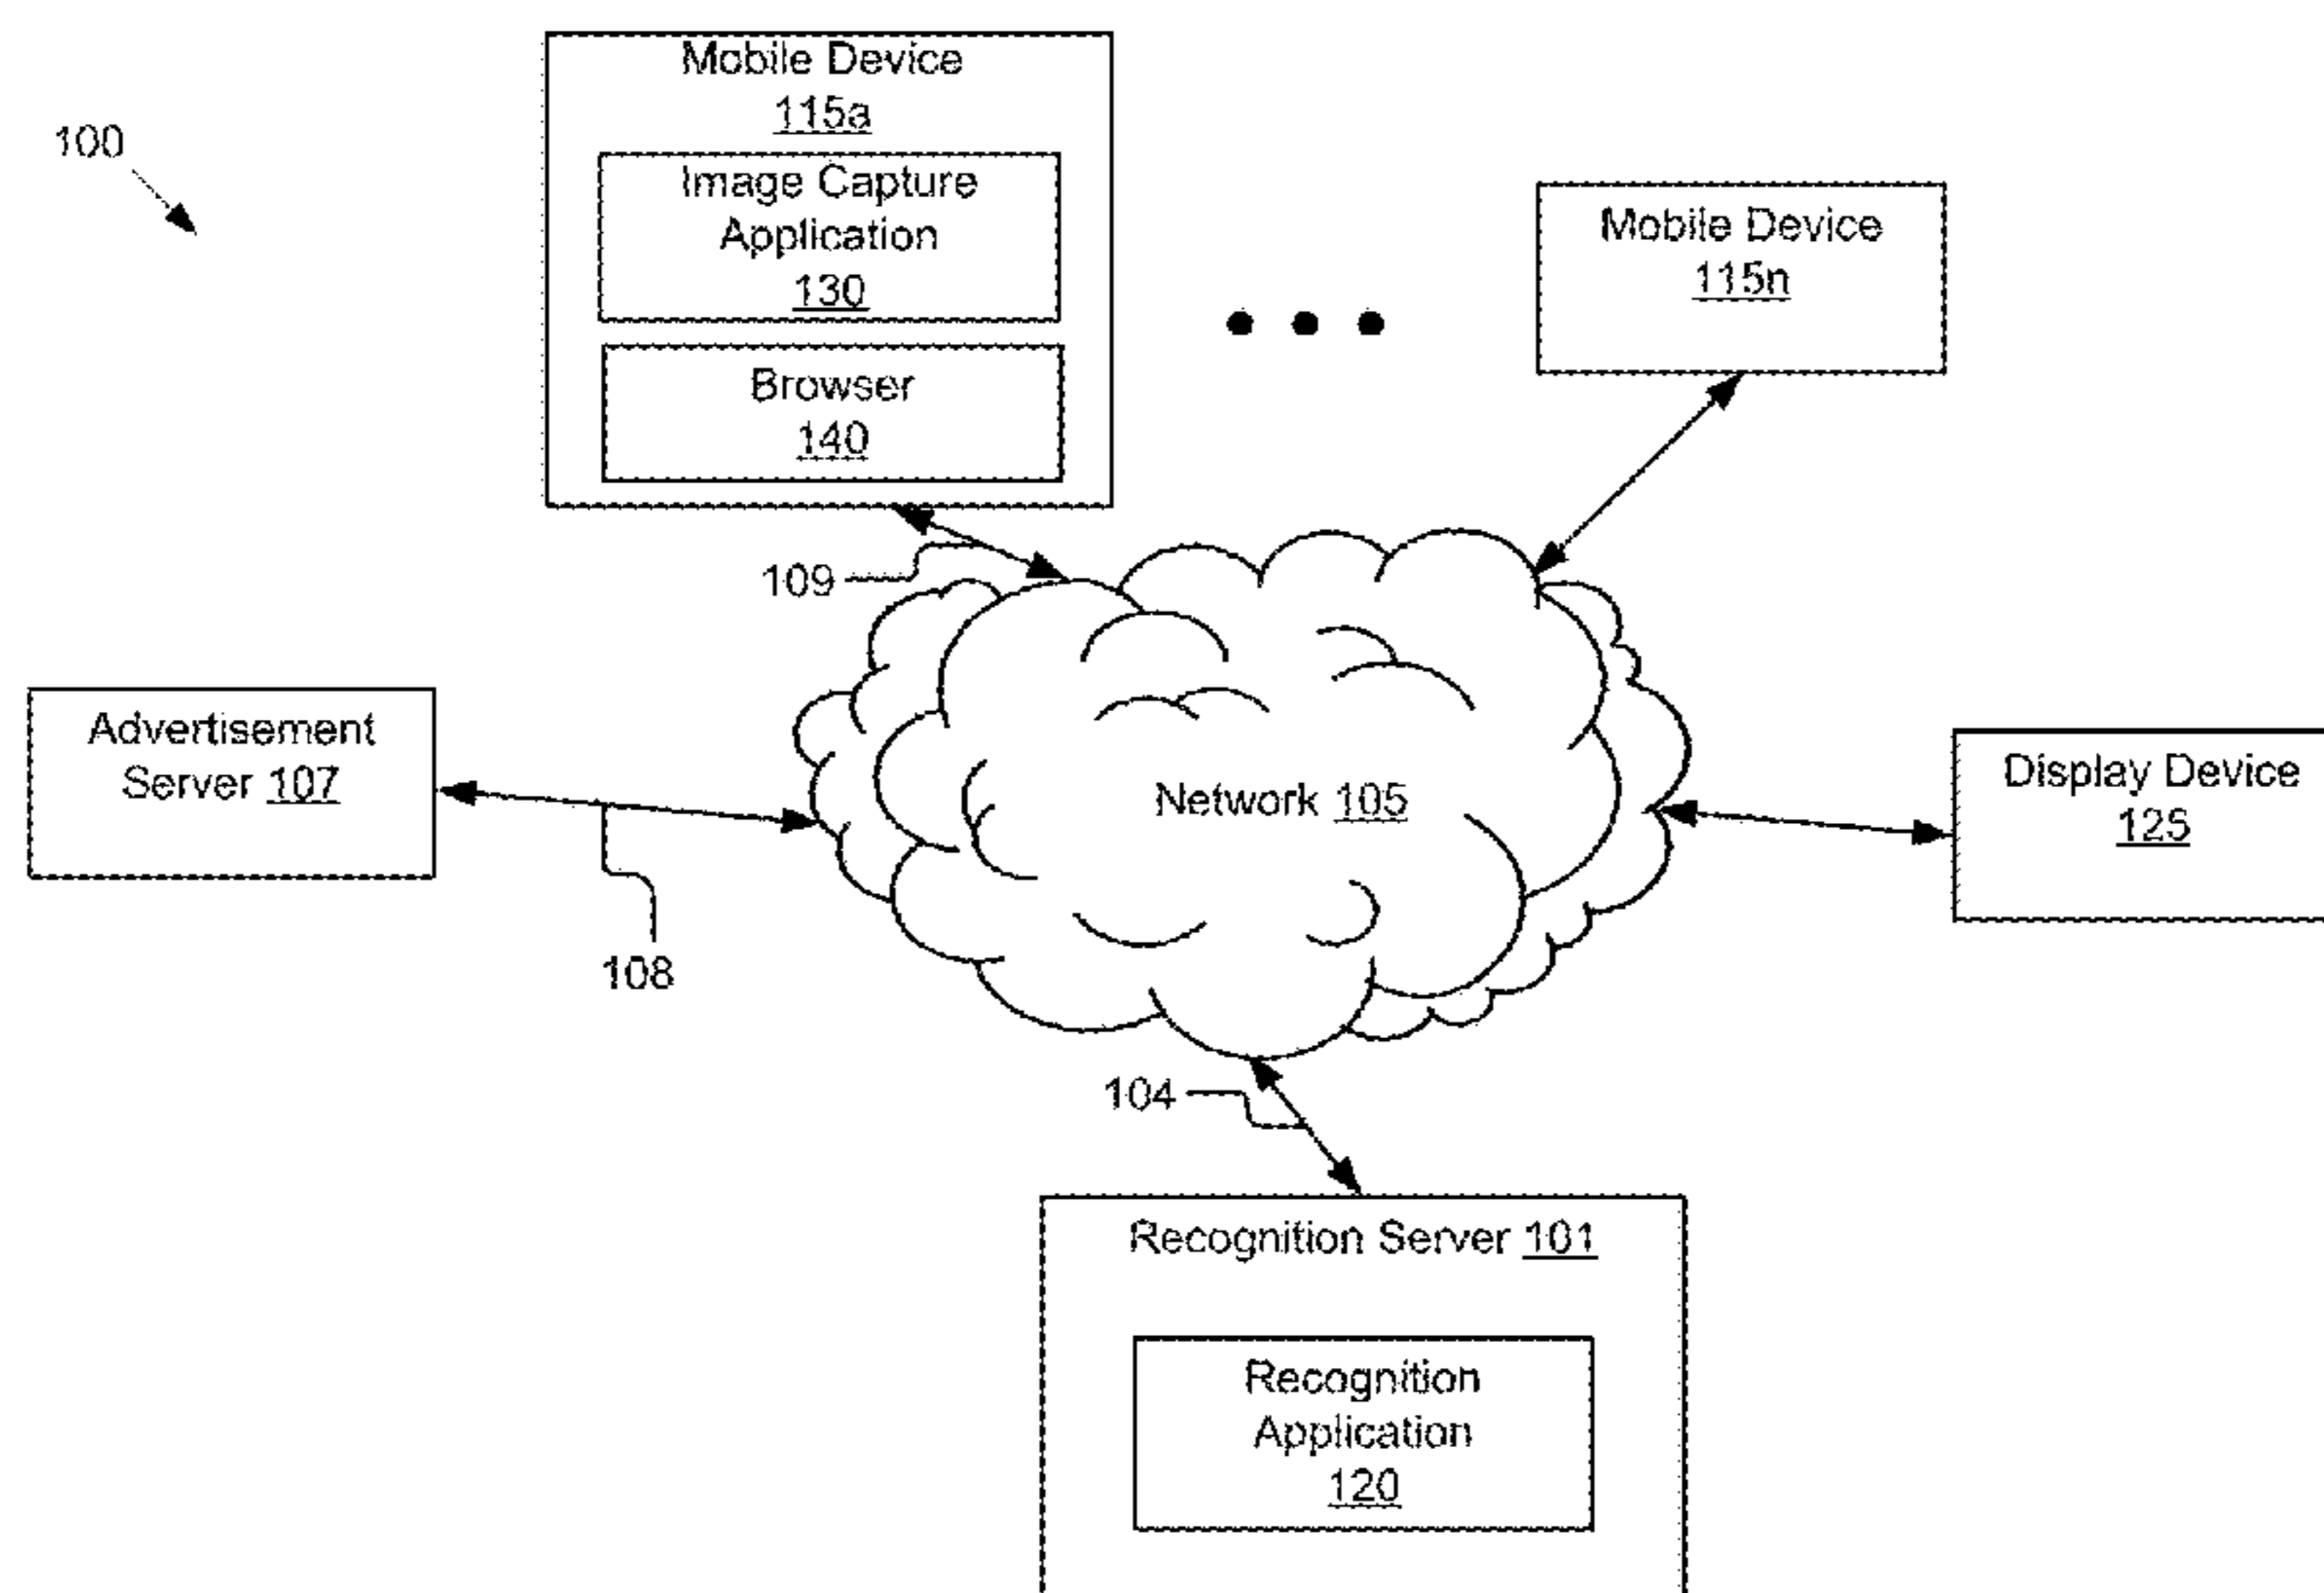 100
Mobile Device
115a
Image Capture
Application
130
Browser
140
Mobile Device
115n
109
Advertisement
Server 107
108
Network 105
Display Device
125
104
Recognition Server 101
Recognition
Application
120